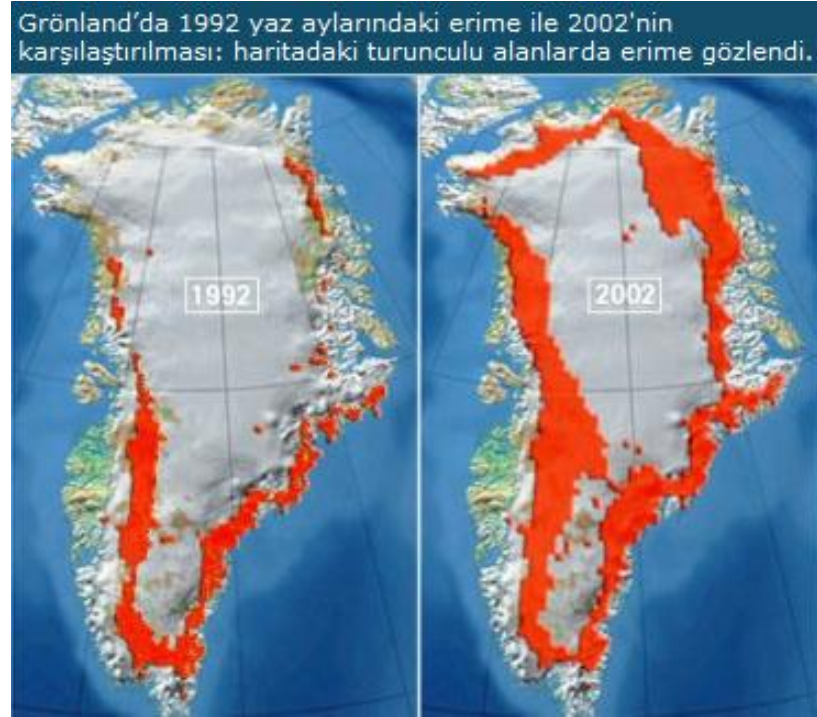 Grönland’da 1992 yaz aylarındaki erime ile 2002'nin
karşılaştırılması: haritadaki turunculu alanlarda erime gözlendi.
1992
2002